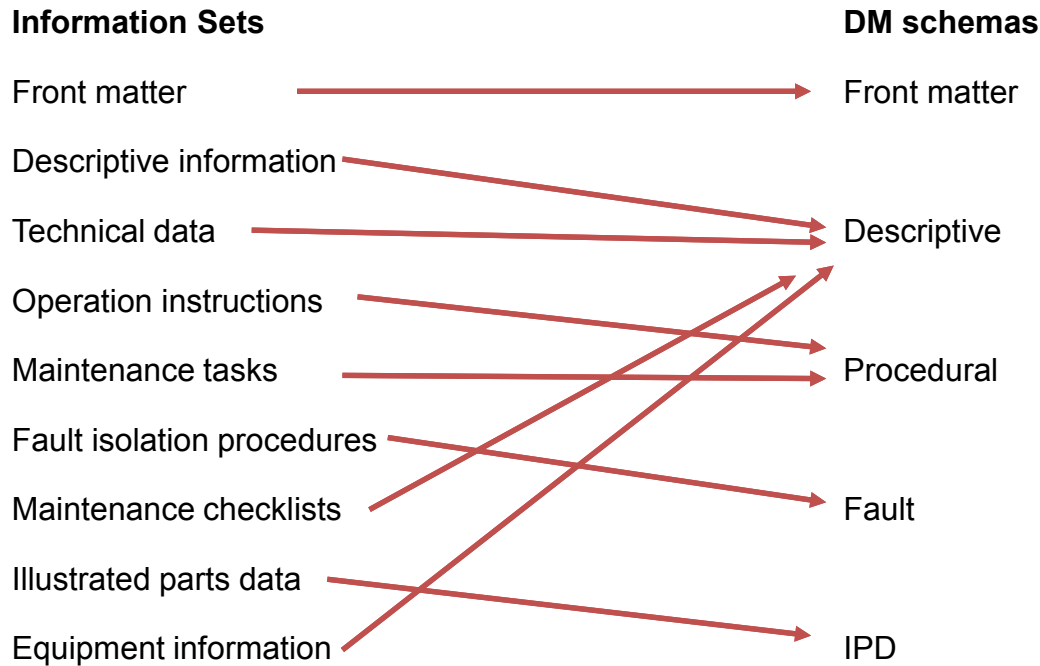 Information Sets
DM schemas
Front matter
Front matter
Descriptive information
Technical data
Descriptive
Operation instructions
Maintenance tasks
Procedural
Fault isolation procedures
Maintenance checklists
Fault
Illustrated parts data
Equipment information
IPD